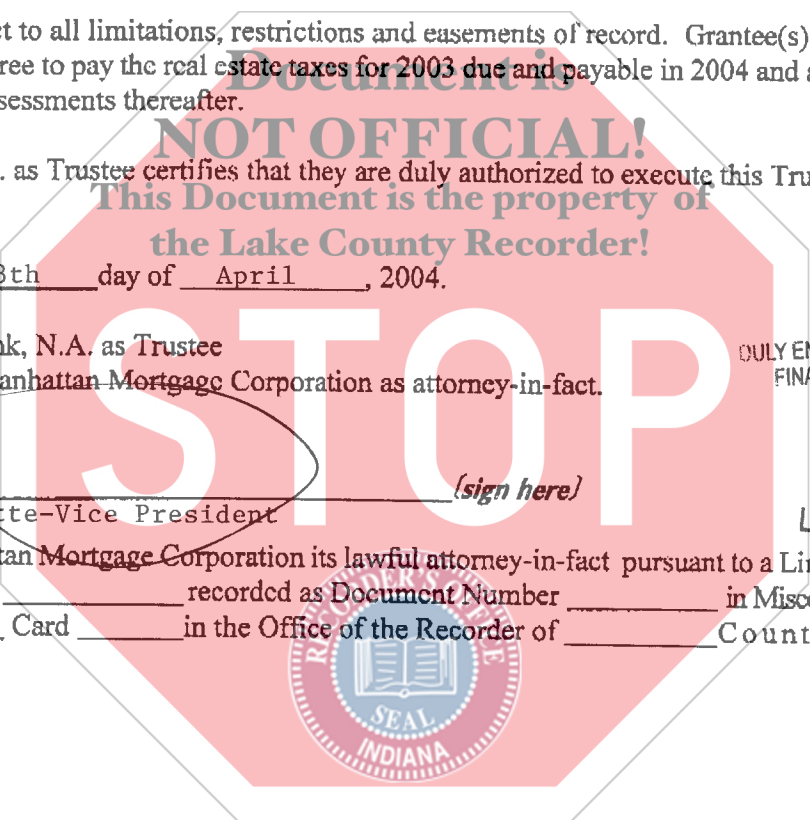 t to all limitations, restrictions and easements of record. Grantee(s)
ree to pay the real estate taxes for 2003 due and payable in 2004 and a
sessments thereafter.
Document is
NOT OFFICIAL!
. as Trustee certifies that they are duly authorized to execute this Tru
This Document is the property of
the Lake County Recorder!
8th day of April, 2004.
STOP
nk, N.A. as Trustee
anhattan Mortgage Corporation as attorney-in-fact.
DULY EN
FINA
(sign here)
tte-Vice President
L
tan Mortgage Corporation its lawful attorney-in-fact pursuant to a Lim
recorded as Document Number in Misce
Card in the Office of the Recorder of Count
RECORDER'S OFFICE
SEAL
INDIANA